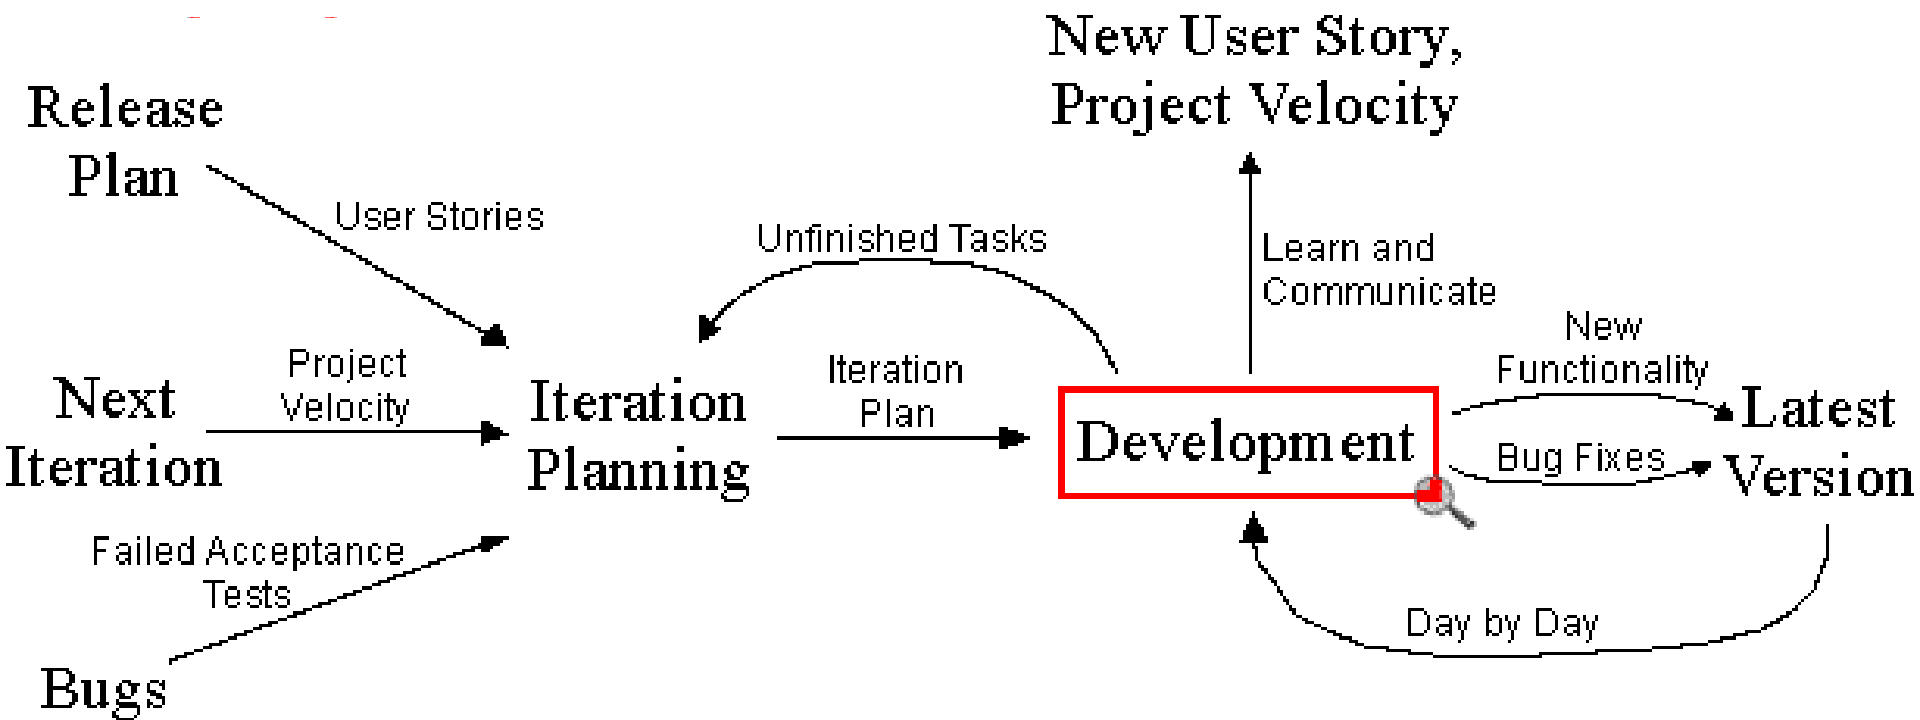 New User Story,
Project Velocity
Release
Plan
User Stories
Unfinished Tasks
Learn and
Communicate
New
Functionality
Project
Velocity
Iteration
Plan
Next
Iteration
Iteration
Planning
Development
Latest
Version
Bug Fixes
Failed Acceptance
Tests
Day by Day
Bugs